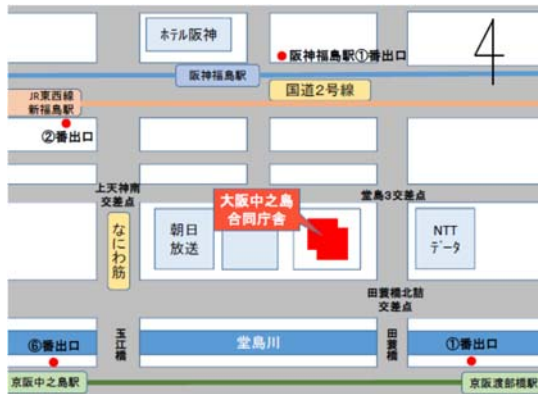 ホテル阪神
阪神福島駅①番出口
阪神福島駅
国道2号線
JR東西線
新福島駅
②番出口
上天神南
交差点
大阪中之島
合同庁舎
堂島3交差点
なにわ筋
朝日
放送
NTT
データ
田蓑橋北詰
交差点
⑥番出口
玉江橋
堂島川
田蓑橋
①番出口
京阪中之島駅
京阪渡部橋駅